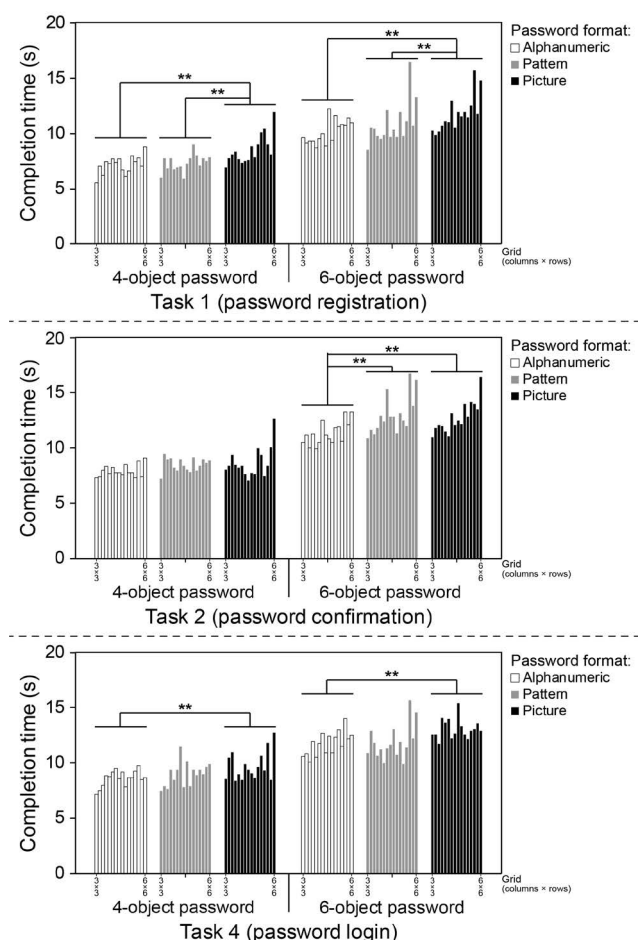 20
15
10
5
0
Completion time (s)
**
**
**
**
Password format:
Alphanumeric
Pattern
Picture
3×3
6×6
3×3
6×6
3×3
6×6
3×3
6×6
3×3
6×6
3×3
6×6
Grid
(columns × rows)
4-object password
6-object password
Task 1 (password registration)
20
15
10
5
0
Completion time (s)
**
**
Password format:
Alphanumeric
Pattern
Picture
3×3
6×6
3×3
6×6
3×3
6×6
3×3
6×6
3×3
6×6
3×3
6×6
Grid
(columns × rows)
4-object password
6-object password
Task 2 (password confirmation)
20
15
10
5
0
Completion time (s)
**
**
Password format:
Alphanumeric
Pattern
Picture
3×3
6×6
3×3
6×6
3×3
6×6
3×3
6×6
3×3
6×6
3×3
6×6
Grid
(columns × rows)
4-object password
6-object password
Task 4 (password login)